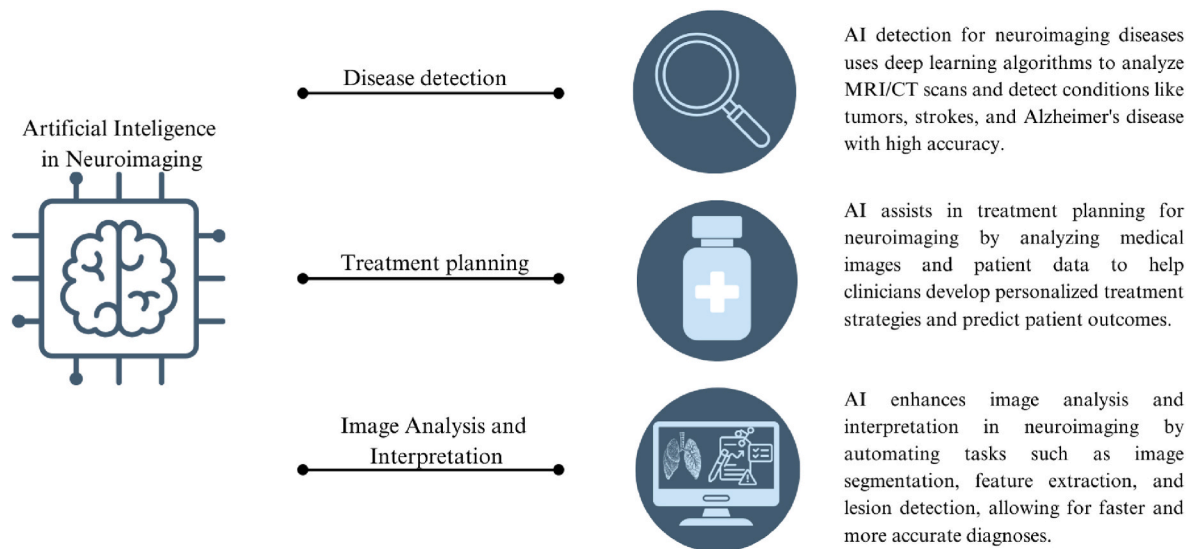 Artificial Inteligence
in Neuroimaging
Disease detection
AI detection for neuroimaging diseases
uses deep learning algorithms to analyze
MRI/CT scans and detect conditions like
tumors, strokes, and Alzheimer's disease
with high accuracy.
Treatment planning
AI assists in treatment planning for
neuroimaging by analyzing medical
images and patient data to help
clinicians develop personalized treatment
strategies and predict patient outcomes.
Image Analysis and
Interpretation
AI enhances image analysis and
interpretation in neuroimaging by
automating tasks such as image
segmentation, feature extraction, and
lesion detection, allowing for faster and
more accurate diagnoses.